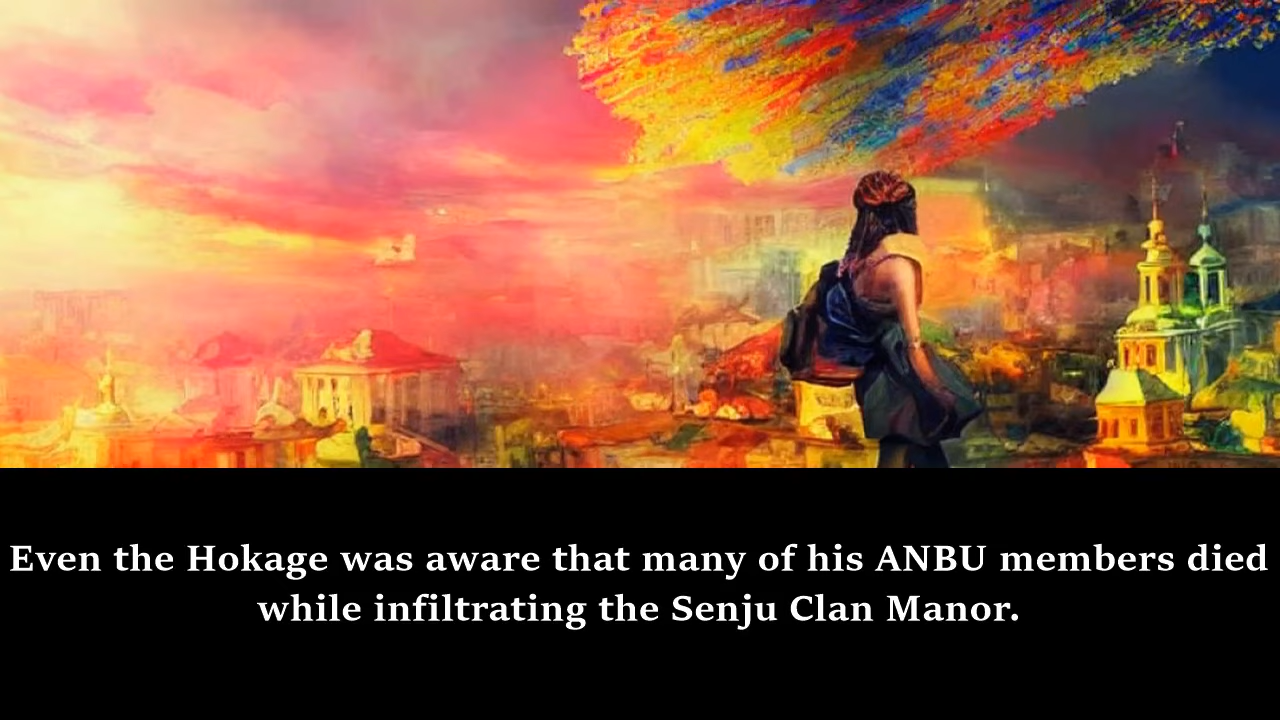 Even the Hokage was aware that many of his ANBU members died
while infiltrating the Senju Clan Manor.